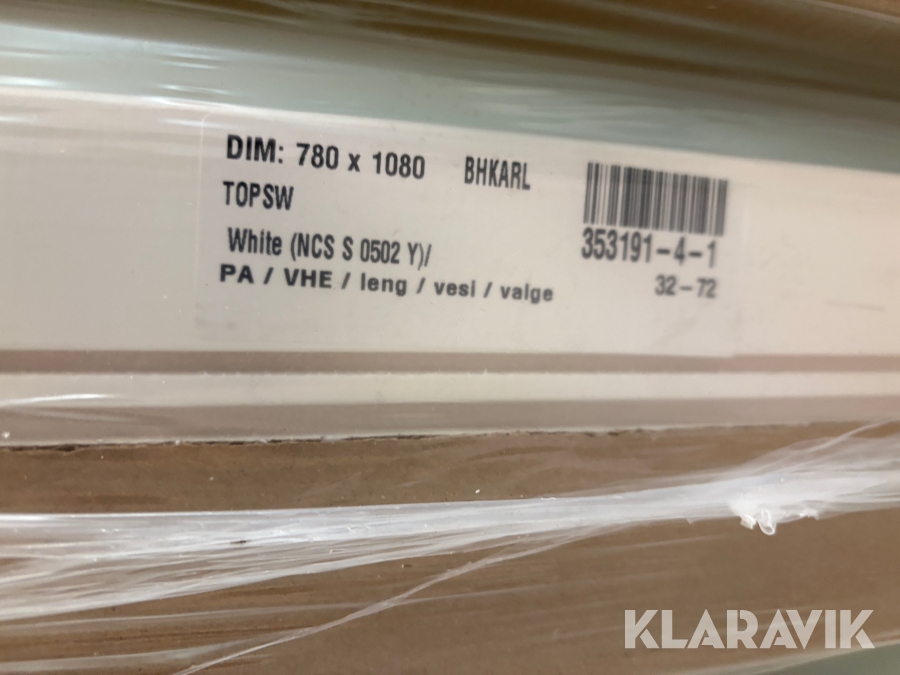 DIM: 780 x 1080 BHKARL
TOPSW
White (NCS S 0502 Y)/
PA / VHE / leng / vesi / valge
353191-4-1
32-72
KLARAVIK